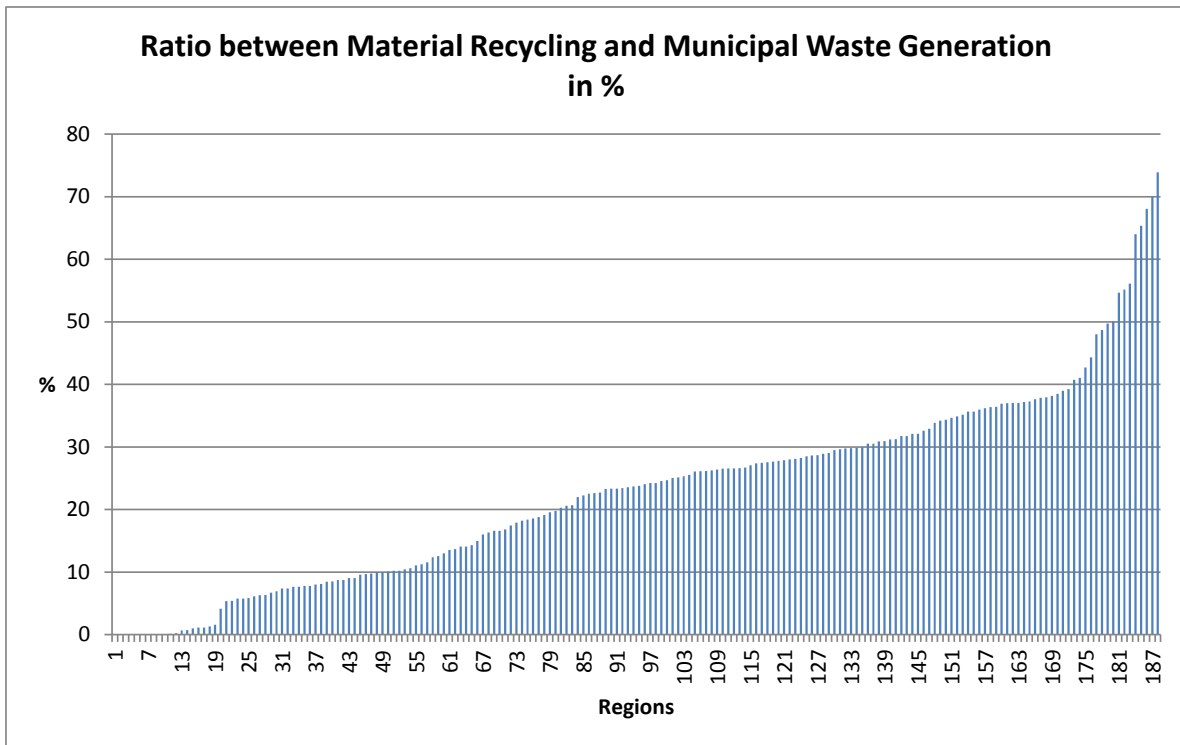 Ratio between Material Recycling and Municipal Waste Generation
in %
80
70
60
50
% 40
30
20
10
0
1 7 13 19 25 31 37 43 49 55 61 67 73 79 85 91 97 103 109 115 121 127 133 139 145 151 157 163 169 175 181 187
Regions